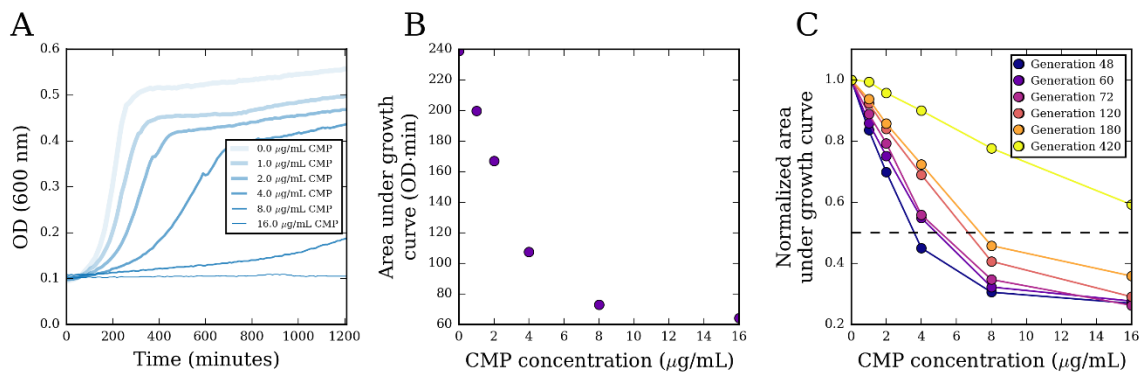 A
OD (600 nm)
0.6
0.5
0.4
0.3
0.2
0.1
0.0
0.0 μg/mL CMP
1.0 μg/mL CMP
2.0 μg/mL CMP
4.0 μg/mL CMP
8.0 μg/mL CMP
16.0 μg/mL CMP
0 200 400 600 800 1000 1200
Time (minutes)
B
Area under growth
curve (OD·min)
240
220
200
180
160
140
120
100
80
60
0 2 4 6 8 10 12 14 16
CMP concentration (μg/mL)
C
Normalized area
under growth curve
1.0
0.8
0.6
0.4
0.2
Generation 48
Generation 60
Generation 72
Generation 120
Generation 180
Generation 420
0 2 4 6 8 10 12 14 16
CMP concentration (μg/mL)